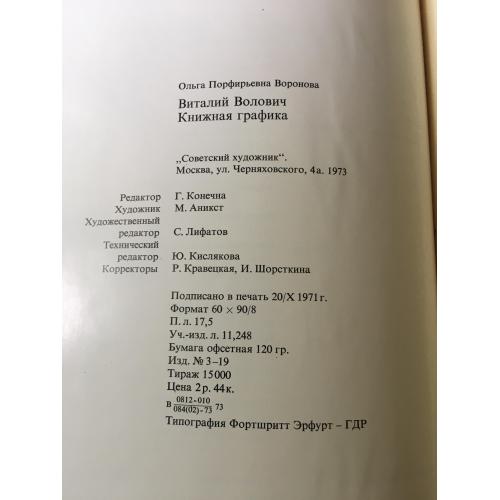 Ольга Порфирьевна Воронова
Виталий Волович
Книжная графика
„Советский художник“.
Москва, ул. Черняховского, 4а. 1973
Редактор Г. Конечна
Художник М. Аникст
Художественный
редактор С. Лифатов
Технический
редактор Ю. Кислякова
Корректоры Р. Кравецкая, И. Шорсткина
Подписано в печать 20/X 1971 г.
Формат 60 × 90/8
П. л. 17,5
Уч.-изд. л. 11,248
Бумага офсетная 120 гр.
Изд. № 3–19
Тираж 15000
Цена 2 р. 44 к.
в 0812-010/084(02)-73 73
Типография Фортшритт Эрфурт – ГДР